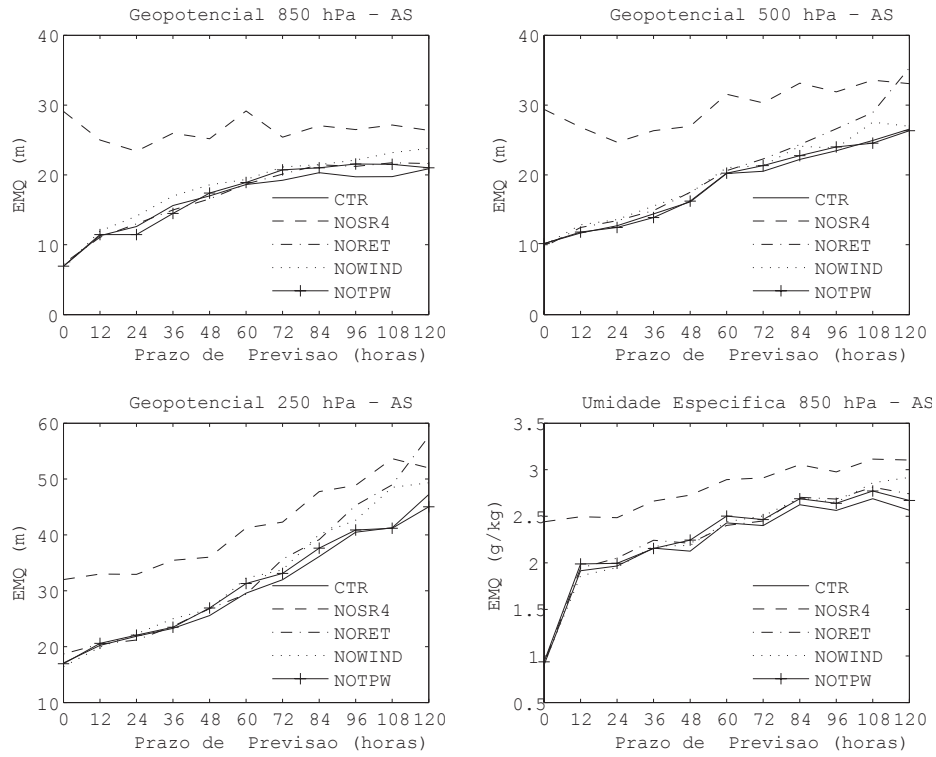 Geopotencial 850 hPa − AS
40
30
20
10
0
EMQ (m)
CTR
NOSR4
NORET
NOWIND
NOTPW
0 12 24 36 48 60 72 84 96 108 120
Prazo de Previsao (horas)
Geopotencial 500 hPa − AS
40
30
20
10
0
EMQ (m)
CTR
NOSR4
NORET
NOWIND
NOTPW
0 12 24 36 48 60 72 84 96 108 120
Prazo de Previsao (horas)
Geopotencial 250 hPa − AS
60
50
40
30
20
10
EMQ (m)
CTR
NOSR4
NORET
NOWIND
NOTPW
0 12 24 36 48 60 72 84 96 108 120
Prazo de Previsao (horas)
Umidade Especifica 850 hPa − AS
3.5
3
2.5
2
1.5
1
0.5
EMQ (g/kg)
CTR
NOSR4
NORET
NOWIND
NOTPW
0 12 24 36 48 60 72 84 96 108 120
Prazo de Previsao (horas)